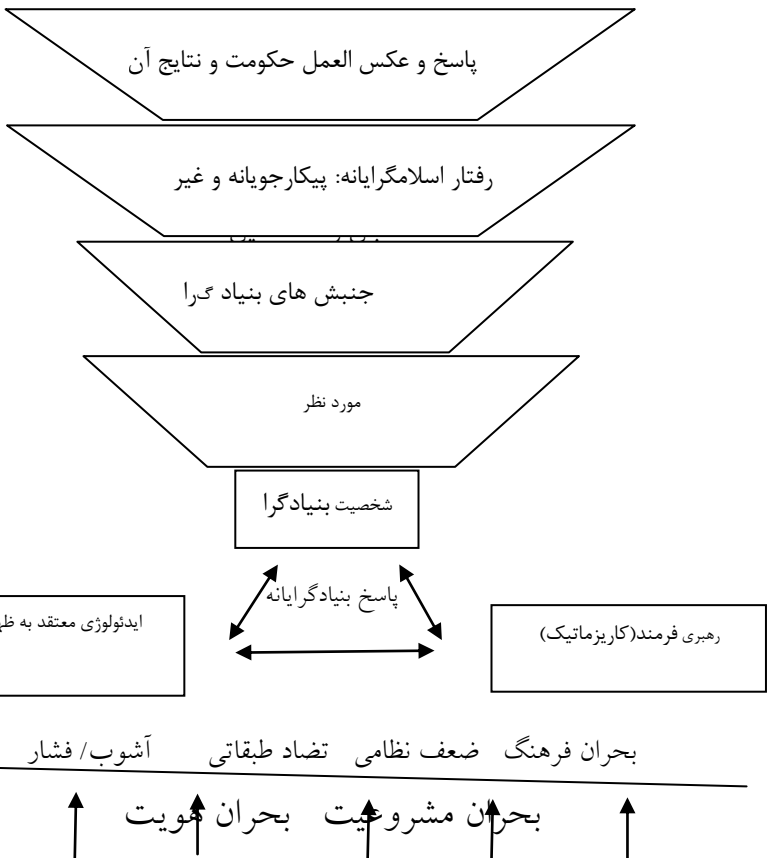 پاسخ و عکس العمل حکومت و نتایج آن
رفتار اسلامگرایانه: پیکارجویانه و غیر
جنبش های بنیاد گرا
مورد نظر
شخصیت بنیادگرا
پاسخ بنیادگرایانه
رهبری فرمند(کاریزماتیک)
ایدئولوژی معتقد به
بحران فرهنگ ضعف نظامی تضاد طبقاتی آشوب/ فشار
بحران مشروعیت بحران هویت